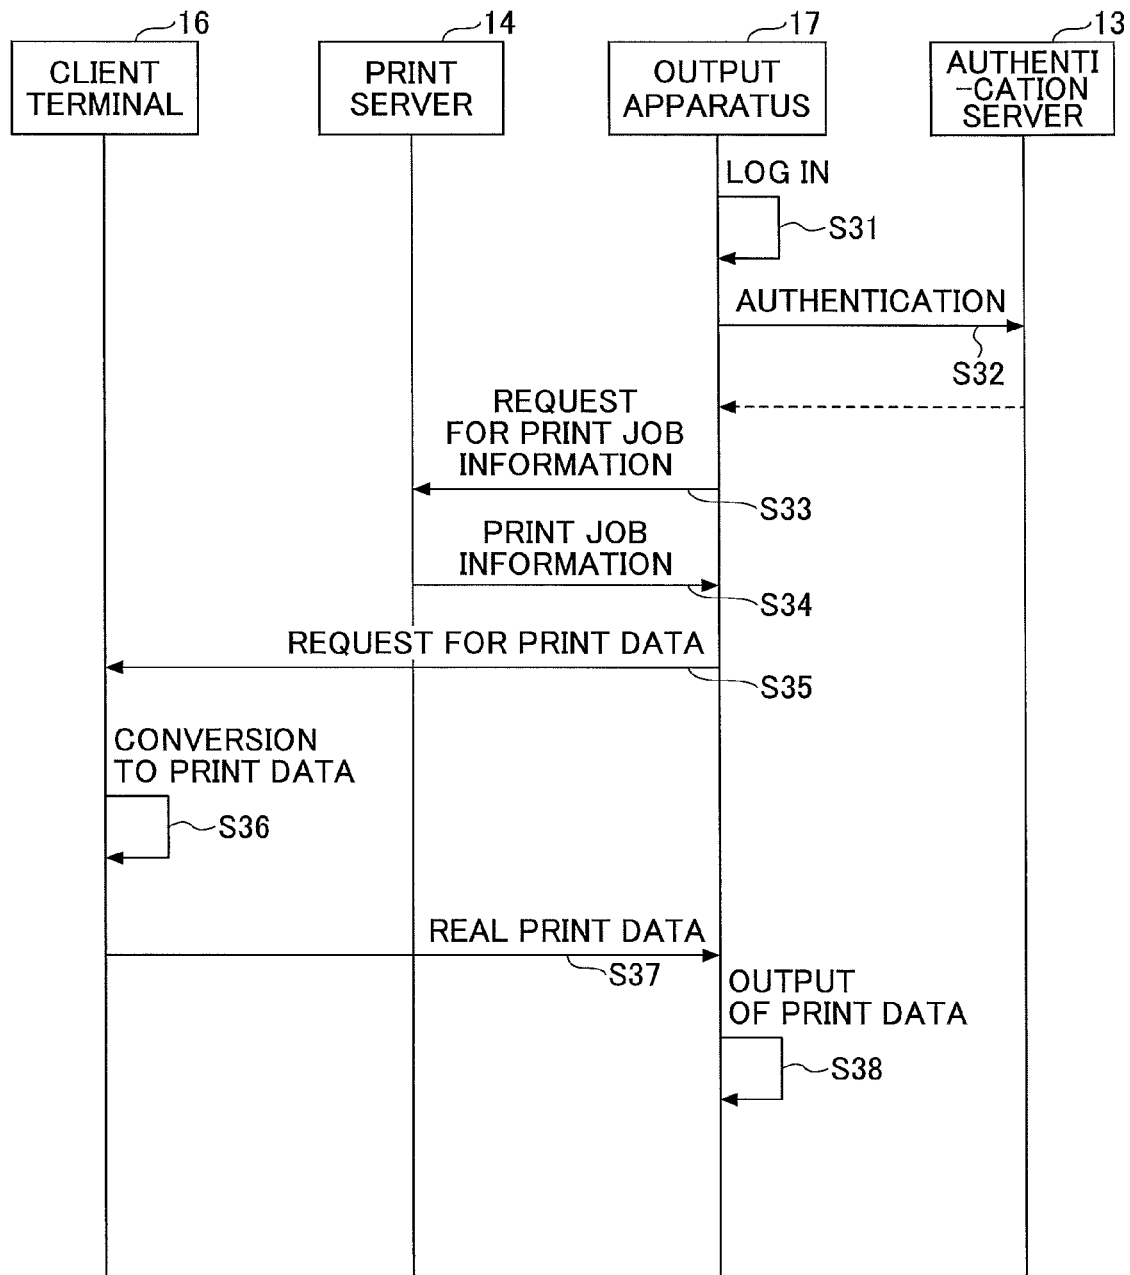 16
14
17
13
CLIENT
TERMINAL
PRINT
SERVER
OUTPUT
APPARATUS
AUTHENTI
-CATION
SERVER
LOG IN
S31
AUTHENTICATION
S32
REQUEST
FOR PRINT JOB
INFORMATION
S33
PRINT JOB
INFORMATION
S34
REQUEST FOR PRINT DATA
S35
CONVERSION
TO PRINT DATA
S36
REAL PRINT DATA
S37
OUTPUT
OF PRINT DATA
S38